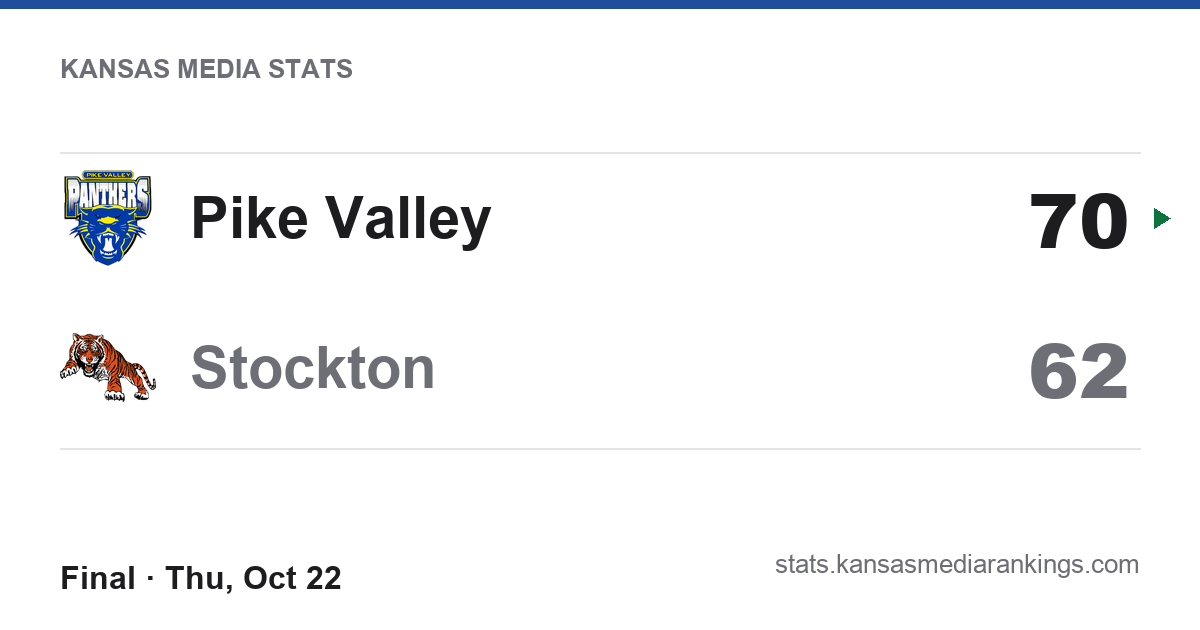 KANSAS MEDIA STATS
PIKE VALLEY
PANTHERS
Pike Valley
70
Stockton
62
Final · Thu, Oct 22
stats.kansasmediarankings.com